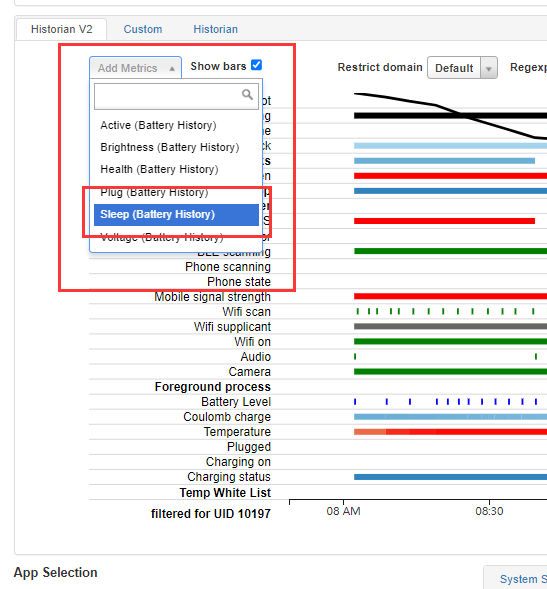 Historian V2 Custom Historian
Add Metrics Show bars Restrict domain Default Regexp
Active (Battery History)
Brightness (Battery History)
Health (Battery History)
Plug (Battery History)
Sleep (Battery History)
Voltage (Battery History)
BLE scanning
Phone scanning
Phone state
Mobile signal strength
Wifi scan
Wifi supplicant
Wifi on
Audio
Camera
Foreground process
Battery Level
Coulomb charge
Temperature
Plugged
Charging on
Charging status
Temp White List
filtered for UID 10197 08 AM 08:30
App Selection
System S